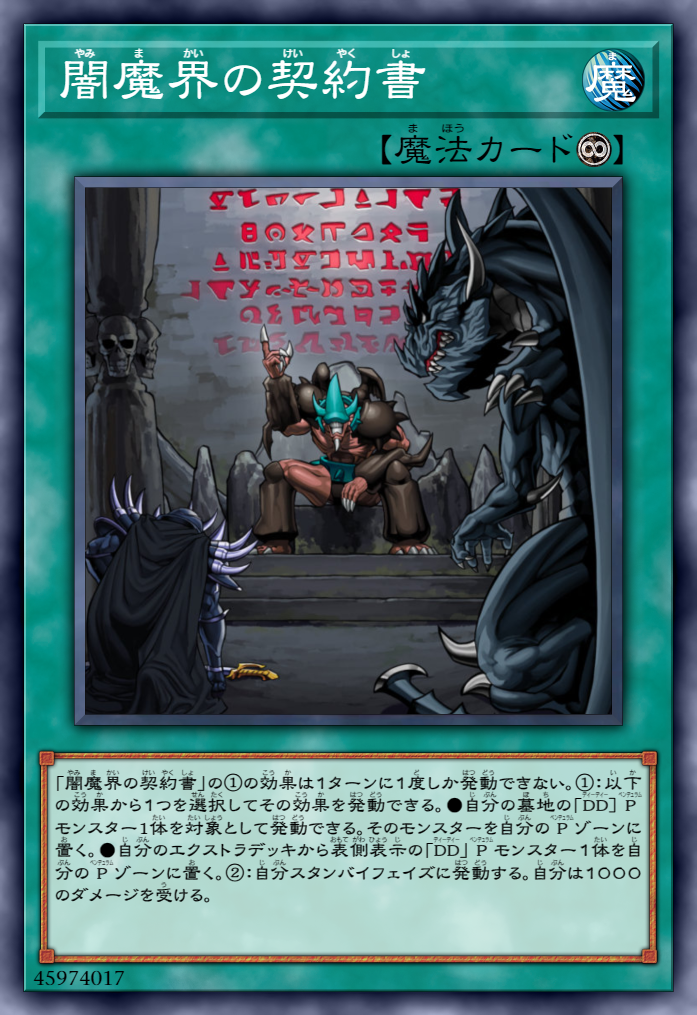 闇魔界の契約書
魔
【魔法カード♾】
「闇魔界の契約書」の①の効果は1ターンに1度しか発動できない。①：以下
の効果から1つを選択してその効果を発動できる。●自分の墓地の「DD」P
モンスター1体を対象として発動できる。そのモンスターを自分のPゾーンに
置く。●自分のエクストラデッキから表側表示の「DD」Pモンスター1体を自
分のPゾーンに置く。②：自分スタンバイフェイズに発動する。自分は1000
のダメージを受ける。
45974017